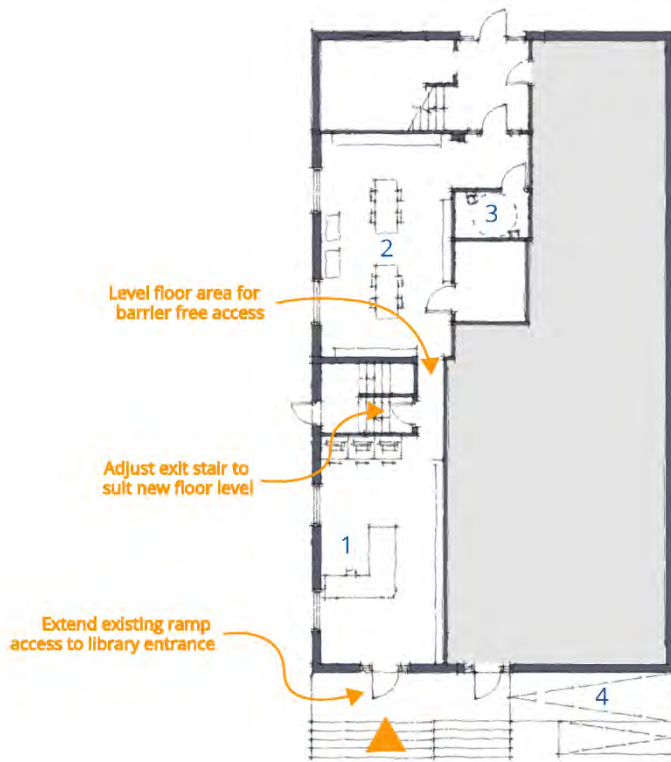 3
2
Level floor area for
barrier free access
Adjust exit stair to
suit new floor level
1
Extend existing ramp
access to library entrance
4